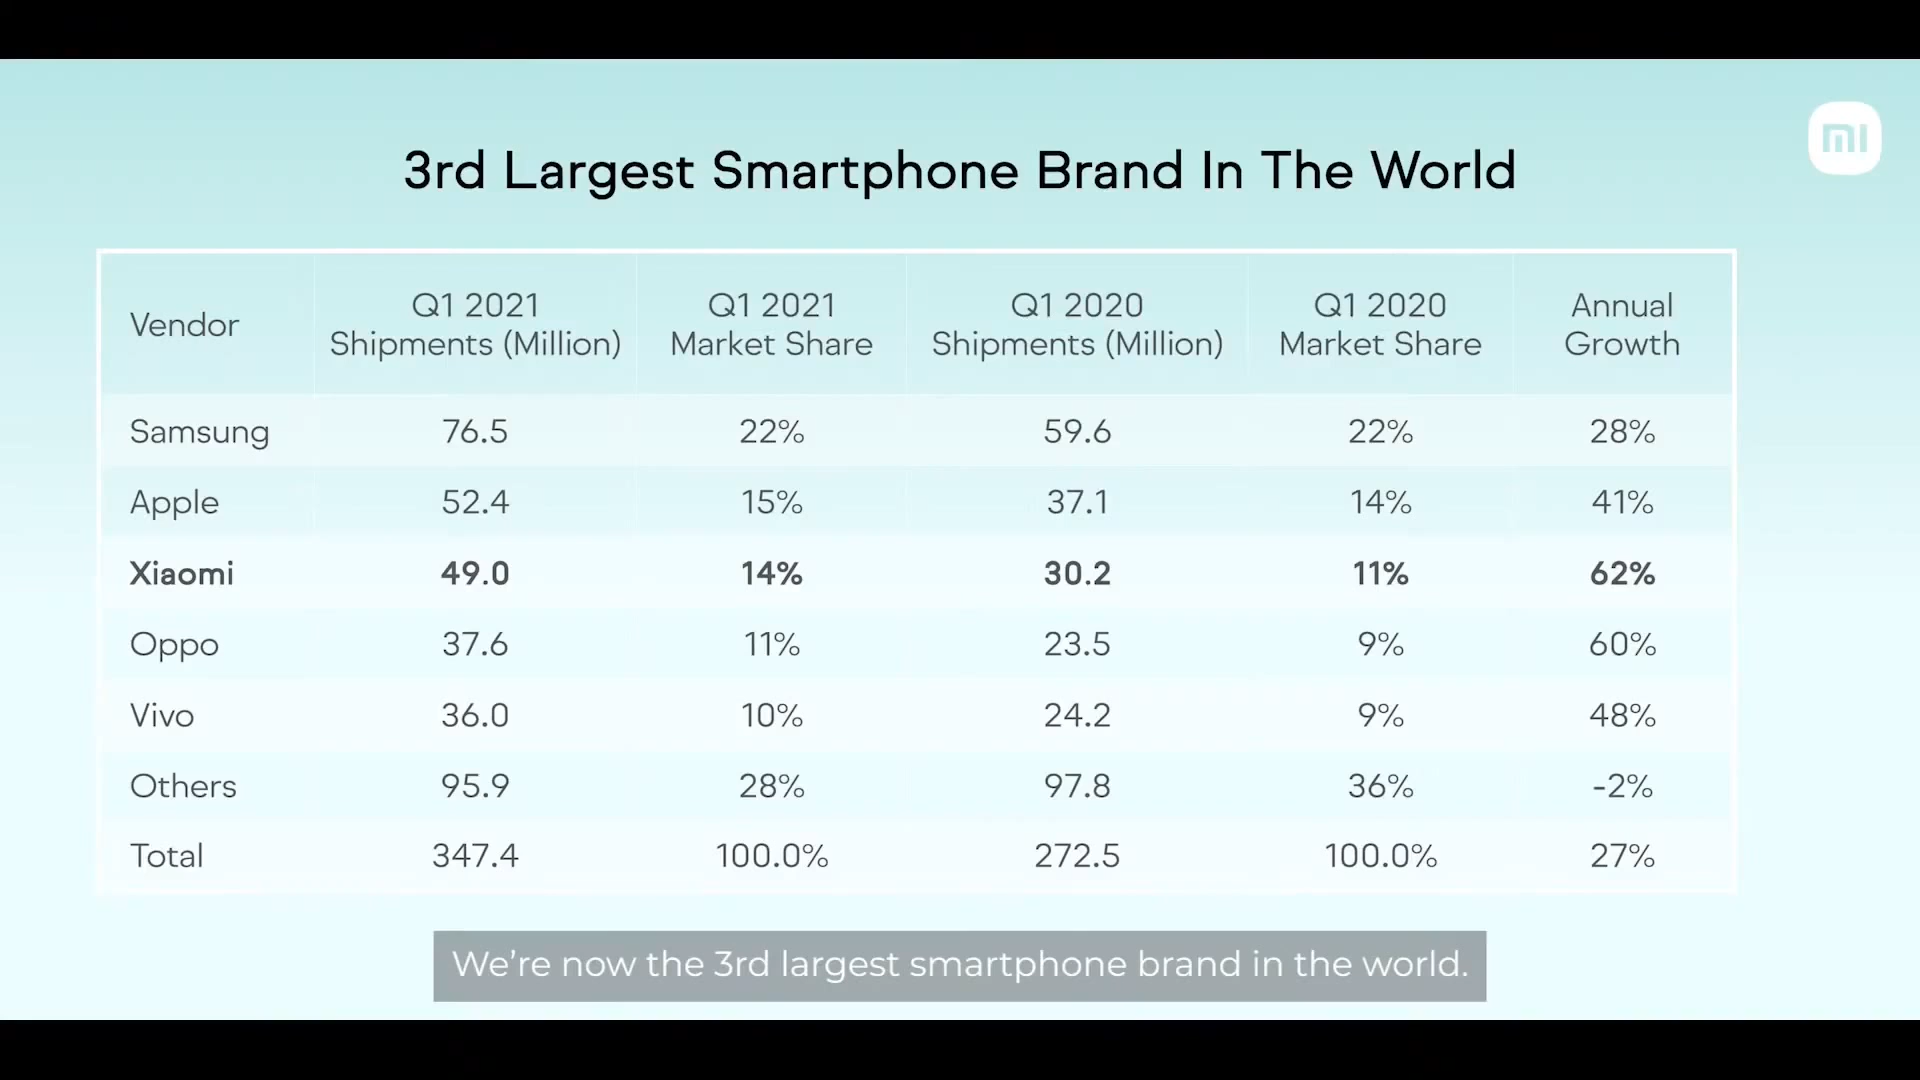 mi
3rd Largest Smartphone Brand In The World
Vendor Q1 2021 Shipments (Million) Q1 2021 Market Share Q1 2020 Shipments (Million) Q1 2020 Market Share Annual Growth
Samsung 76.5 22% 59.6 22% 28%
Apple 52.4 15% 37.1 14% 41%
Xiaomi 49.0 14% 30.2 11% 62%
Oppo 37.6 11% 23.5 9% 60%
Vivo 36.0 10% 24.2 9% 48%
Others 95.9 28% 97.8 36% -2%
Total 347.4 100.0% 272.5 100.0% 27%
We’re now the 3rd largest smartphone brand in the world.